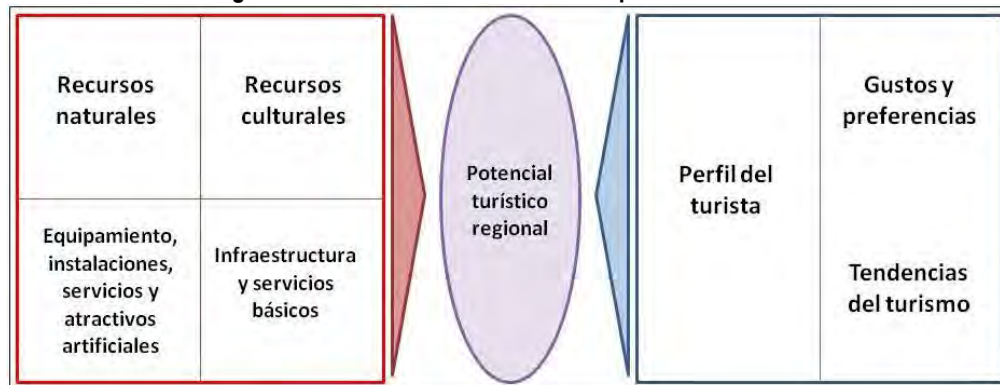 Recursos
naturales
Recursos
culturales
Equipamiento,
instalaciones,
servicios y
atractivos
artificiales
Infraestructura
y servicios
básicos
Potencial
turístico
regional
Perfil del
turista
Gustos y
preferencias
Tendencias
del turismo